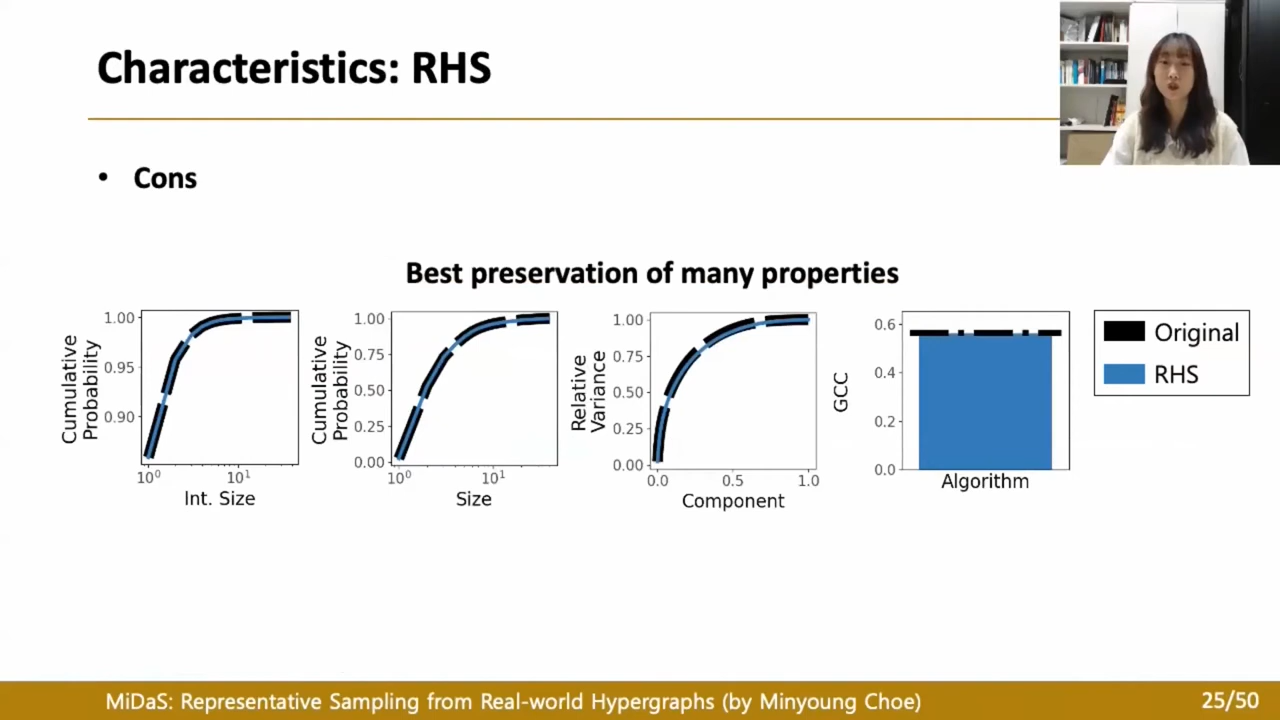 Characteristics: RHS
• Cons
Best preservation of many properties
Cumulative
Probability
1.00
0.95
0.90
10⁰
10¹
Int. Size
Cumulative
Probability
1.00
0.75
0.50
0.25
0.00
10⁰
10¹
Size
Relative
Variance
1.00
0.75
0.50
0.25
0.00
0.0
0.5
1.0
Component
GCC
0.6
0.4
0.2
0.0
Algorithm
Original
RHS
MiDaS: Representative Sampling from Real-world Hypergraphs (by Minyoung Choe)
25/50